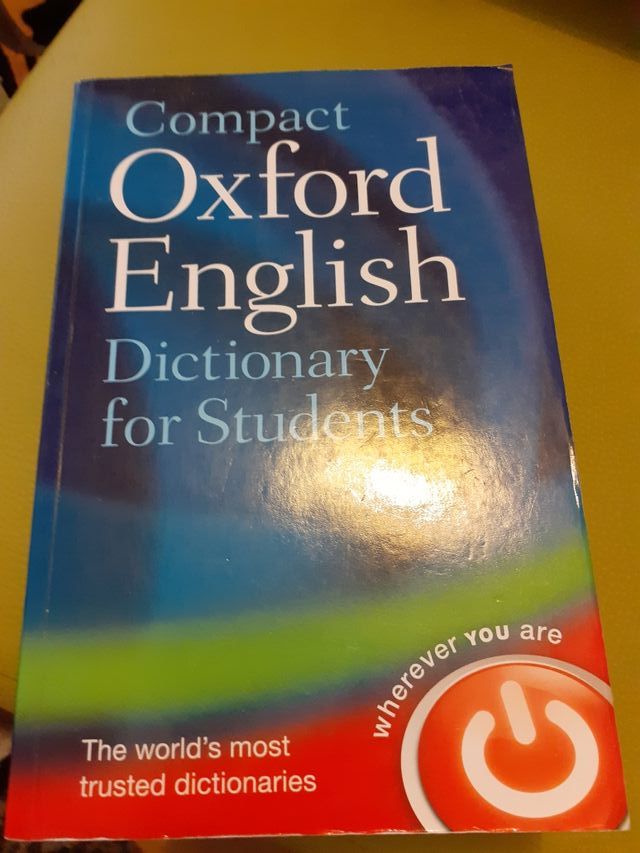 Compact
Oxford
English
Dictionary
for Students
wherever YOU are
The world's most
trusted dictionaries